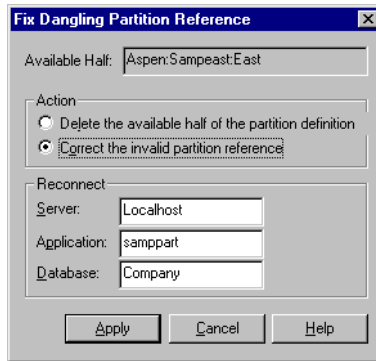 Fix Dangling Partition Reference
Available Half: Aspen:Sampeast:East
Action
Delete the available half of the partition definition
Correct the invalid partition reference
Reconnect
Server: Localhost
Application: samppart
Database: Company
Apply Cancel Help